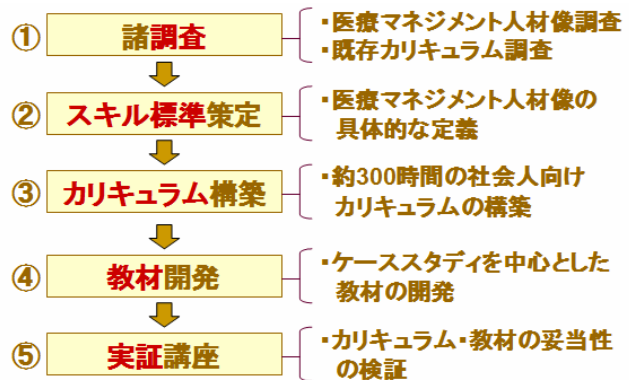 ① 諸調査
・医療マネジメント人材像調査
・既存カリキュラム調査
② スキル標準策定
・医療マネジメント人材像の
具体的な定義
③ カリキュラム構築
・約300時間の社会人向け
カリキュラムの構築
④ 教材開発
・ケーススタディを中心とした
教材の開発
⑤ 実証講座
・カリキュラム・教材の妥当性
の検証